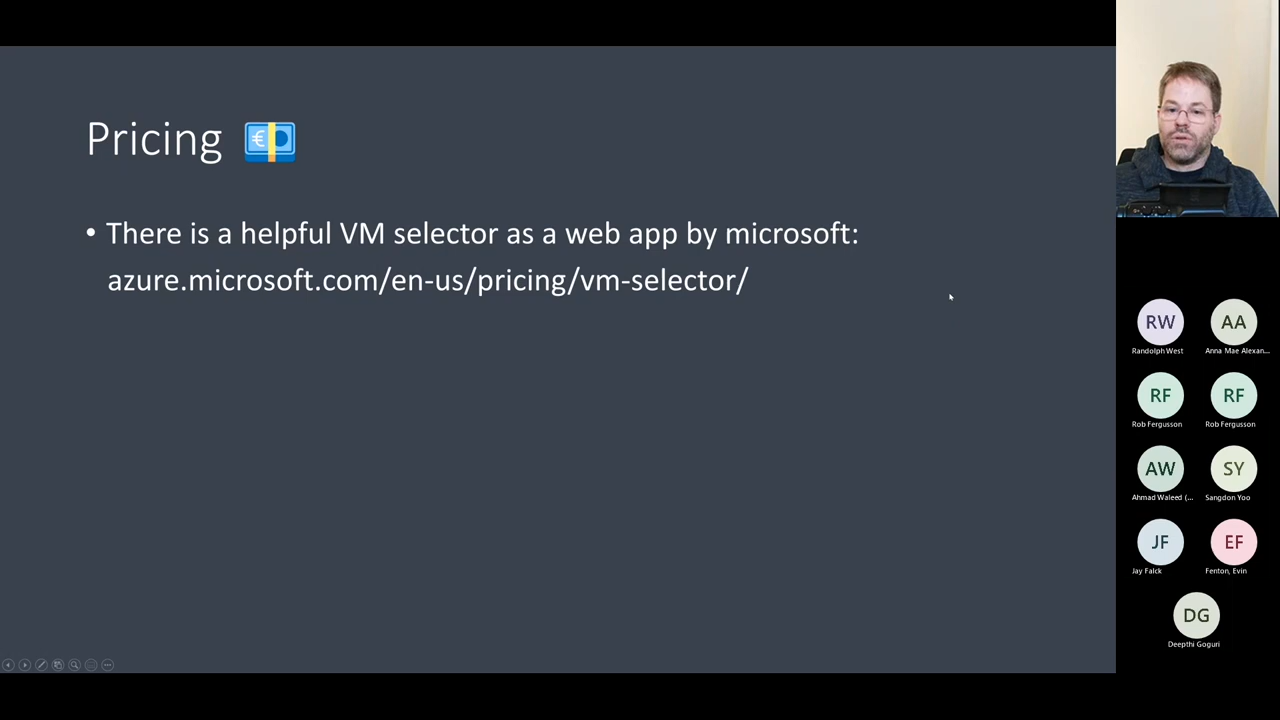 Pricing
• There is a helpful VM selector as a web app by microsoft:
azure.microsoft.com/en-us/pricing/vm-selector/
RW
AA
Randolph West
Anna Mae Alexan...
RF
RF
Rob Fergusson
Rob Fergusson
AW
SY
Ahmad Waleed (...
Sangdon Yoo
JF
EF
Jay Falck
Fenton, Evin
DG
Deepthi Goguri